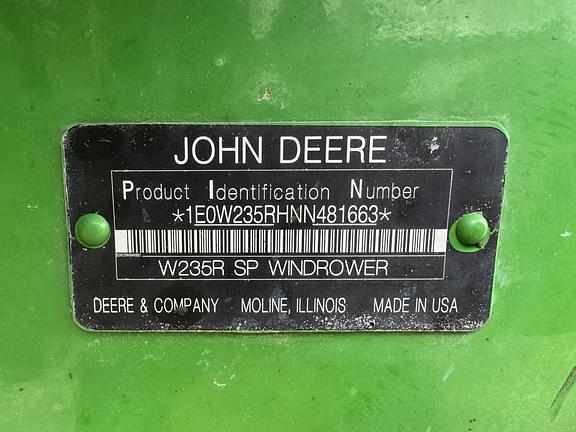 JOHN DEERE
Product Identification Number
*1E0W235RHNN481663*
W235R SP WINDROWER
DEERE & COMPANY MOLINE, ILLINOIS MADE IN USA